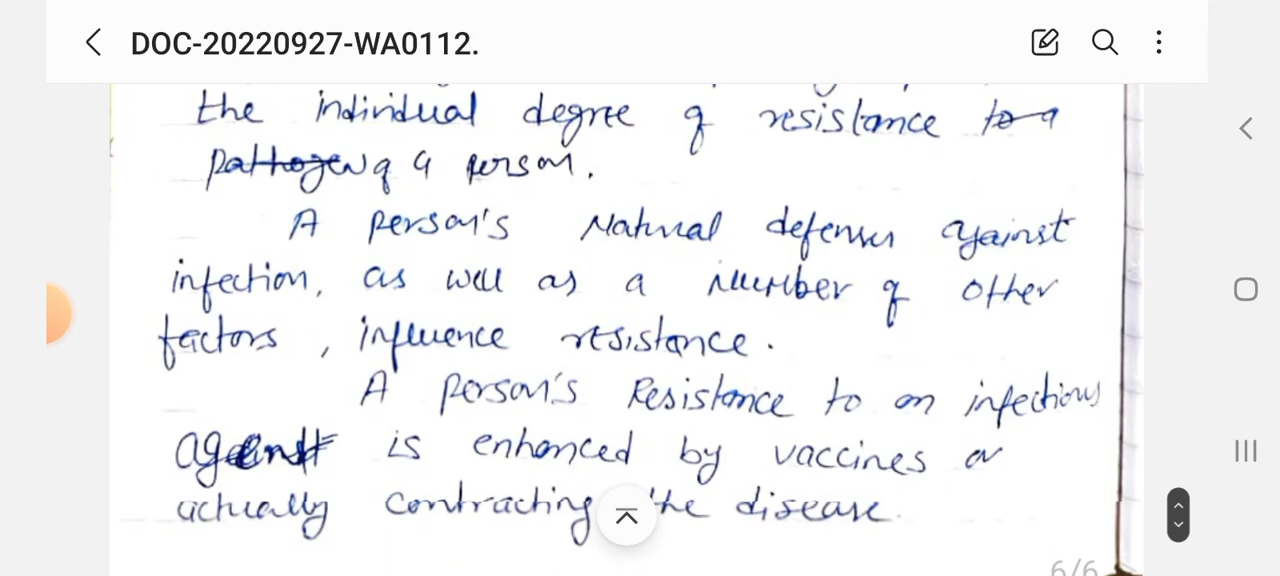 DOC-20220927-WA0112.
the individual degree of resistance to a
pathogen of a person.
A person's Natural defenses against
infection, as well as a number of other
factors, influence resistance.
A person's Resistance to an infectious
agent is enhanced by vaccines or
actually contracting the disease.
6/6